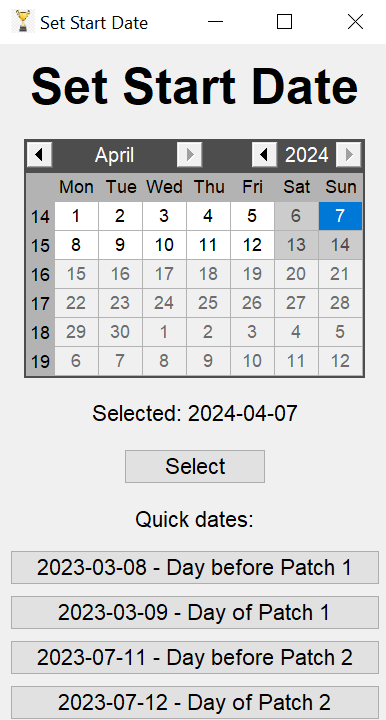 Set Start Date
Set Start Date
April 2024
Mon Tue Wed Thu Fri Sat Sun
14 1 2 3 4 5 6 7
15 8 9 10 11 12 13 14
16 15 16 17 18 19 20 21
17 22 23 24 25 26 27 28
18 29 30 1 2 3 4 5
19 6 7 8 9 10 11 12
Selected: 2024-04-07
Select
Quick dates:
2023-03-08 - Day before Patch 1
2023-03-09 - Day of Patch 1
2023-07-11 - Day before Patch 2
2023-07-12 - Day of Patch 2